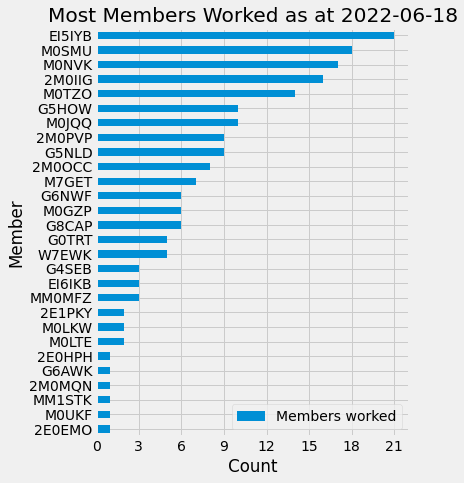 Most Members Worked as at 2022-06-18
EI5IYB
M0SMU
M0NVK
2M0IIG
M0TZO
G5HOW
M0JQQ
2M0PVP
G5NLD
2M0OCC
M7GET
G6NWF
M0GZP
G8CAP
G0TRT
W7EWK
G4SEB
EI6IKB
MM0MFZ
2E1PKY
M0LKW
M0LTE
2E0HPH
G6AWK
2M0MQN
MM1STK
M0UKF
2E0EMO
Member
Members worked
0 3 6 9 12 15 18 21
Count